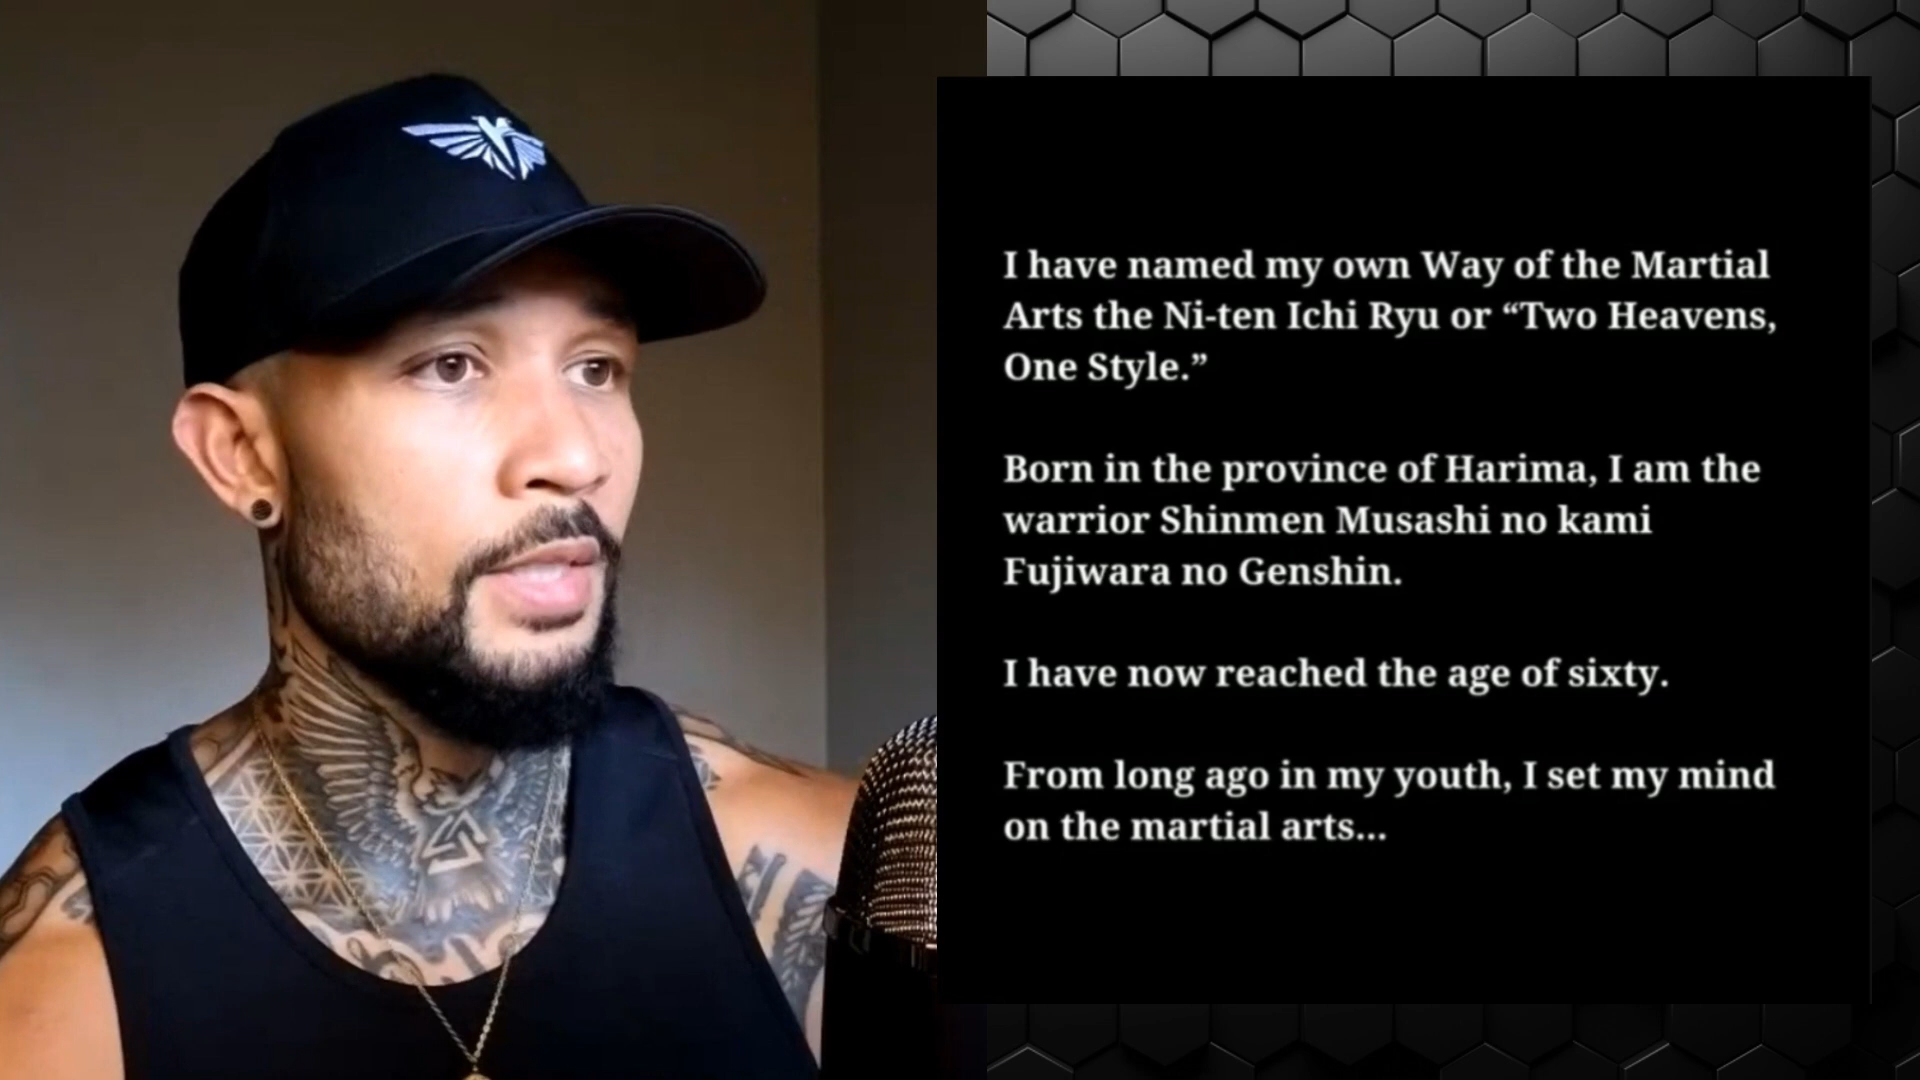 I have named my own Way of the Martial
Arts the Ni-ten Ichi Ryu or “Two Heavens,
One Style.”
Born in the province of Harima, I am the
warrior Shinmen Musashi no kami
Fujiwara no Genshin.
I have now reached the age of sixty.
From long ago in my youth, I set my mind
on the martial arts...